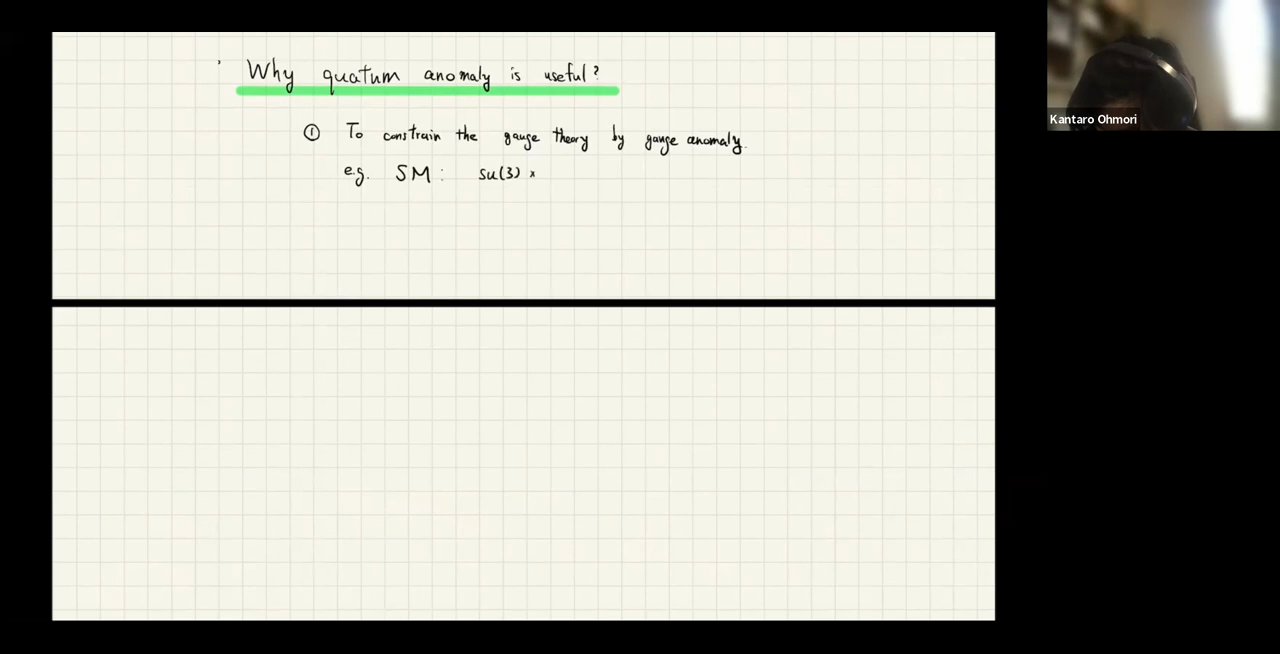 Why quatum anomaly is useful?
① To constrain the gauge theory by gauge anomaly.
e.g. SM: su(3) ×
Kantaro Ohmori